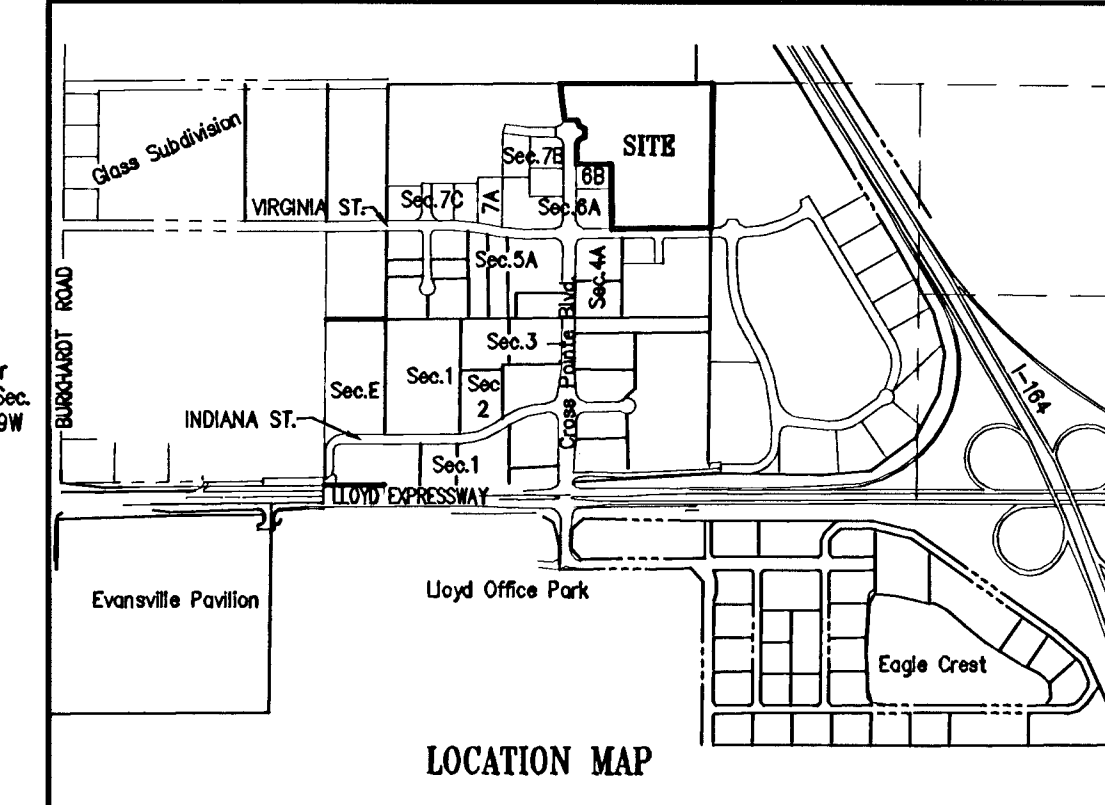 Glass Subdivision
SITE
Sec.7B
6B
Sec.7C
7A
VIRGINIA ST.
Sec.6A
Sec.5A
Sec.4A
BURKHARDT ROAD
Cross Pointe Blvd.
Sec.3
I-164
Sec.E
Sec.1
Sec
2
r
Sec.
9W
INDIANA ST.
Sec.1
LLOYD EXPRESSWAY
Evansville Pavilion
Lloyd Office Park
Eagle Crest
LOCATION MAP